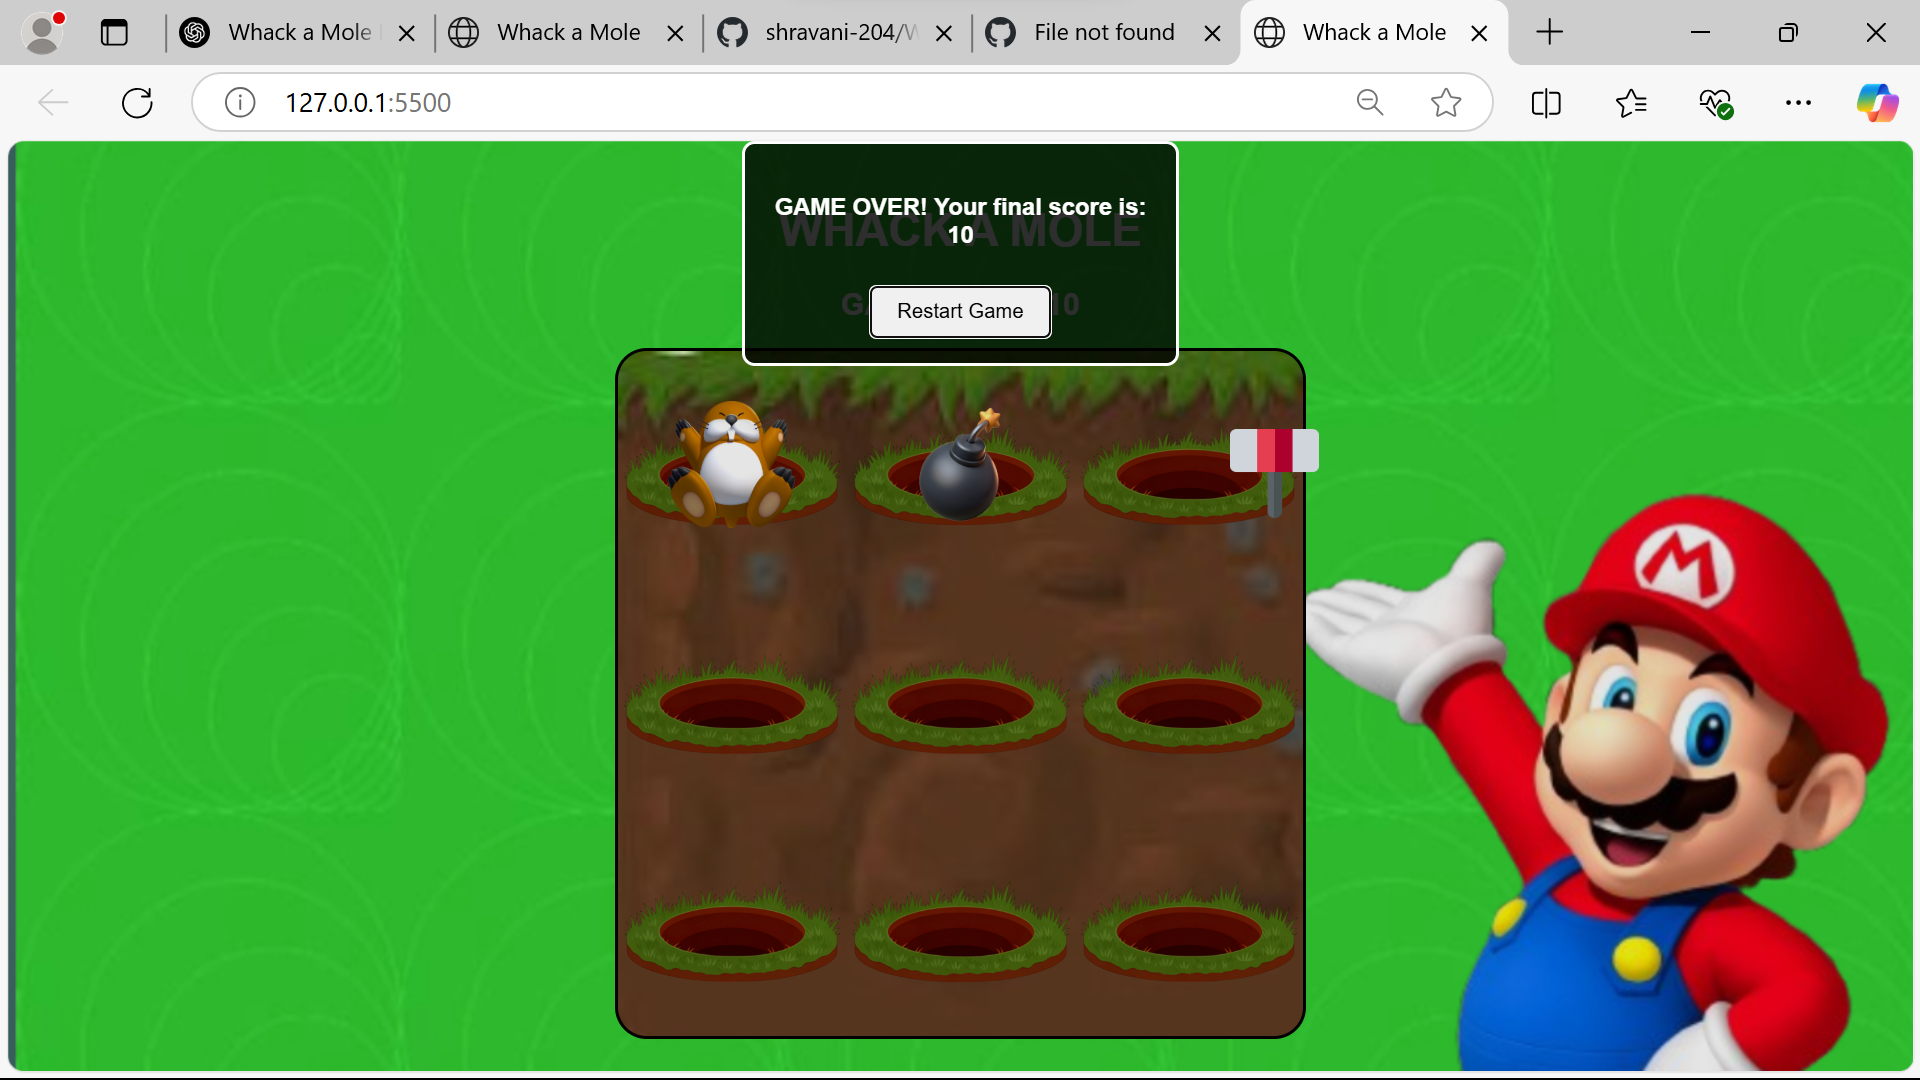 Whack a Mole
Whack a Mole
shravani-204/W
File not found
Whack a Mole
127.0.0.1:5500
GAME OVER! Your final score is:
10
WHACK A MOLE
Restart Game
G
10
M